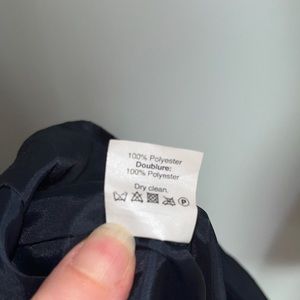 100% Polyester
Doublure:
100% Polyester
Dry clean.
P